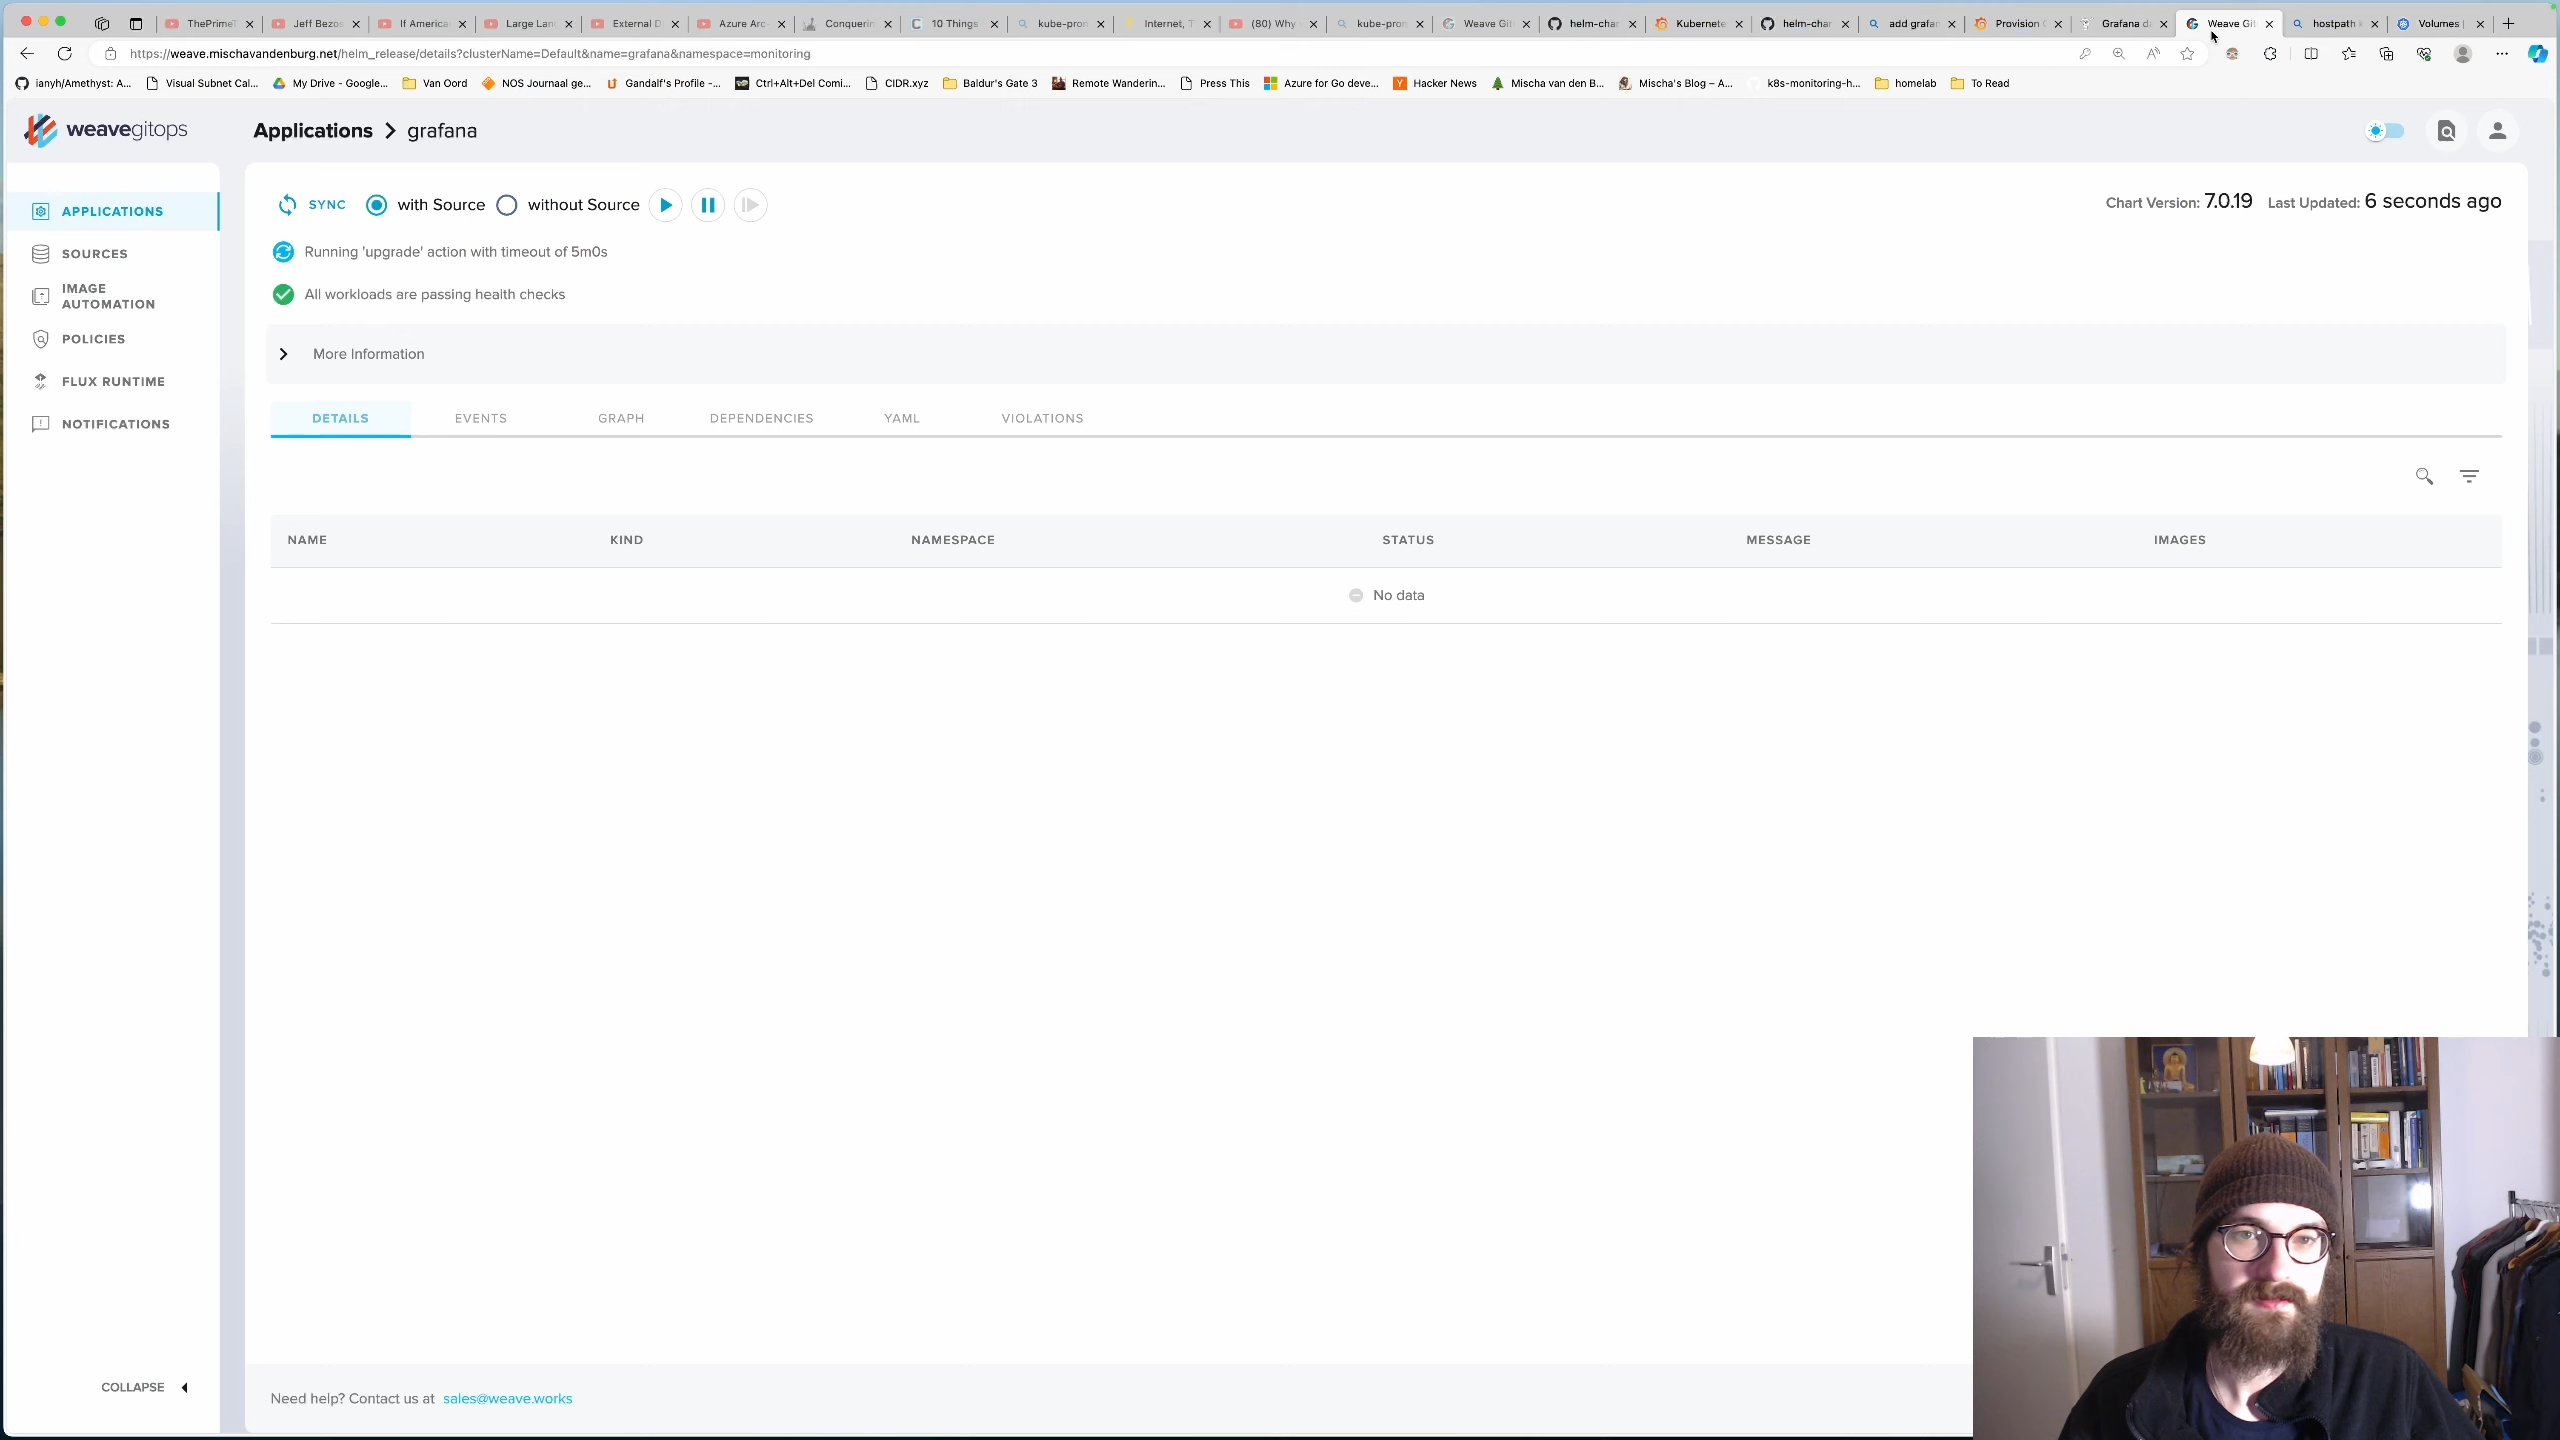 ThePrimeT
Jeff Bezos
If America
Large Lang
External D
Azure Arc
Conquerin
10 Things
kube-prom
Internet, T
(80) Why
kube-prom
Weave Git
helm-char
Kubernete
helm-char
add grafan
Provision
Grafana da
Weave Git
hostpath k
Volumes |
https://weave.mischavandenburg.net/helm_release/details?clusterName=Default&name=grafana&namespace=monitoring
ianyh/Amethyst: A...
Visual Subnet Cal...
My Drive - Google...
Van Oord
NOS Journaal ge...
Gandalf's Profile -...
Ctrl+Alt+Del Comi...
CIDR.xyz
Baldur's Gate 3
Remote Wanderin...
Press This
Azure for Go deve...
Hacker News
Mischa van den B...
Mischa's Blog – A...
k8s-monitoring-h...
homelab
To Read
weavegitops
Applications > grafana
APPLICATIONS
SOURCES
IMAGE
AUTOMATION
POLICIES
FLUX RUNTIME
NOTIFICATIONS
COLLAPSE
SYNC with Source without Source
Chart Version: 7.0.19 Last Updated: 6 seconds ago
Running 'upgrade' action with timeout of 5m0s
All workloads are passing health checks
More Information
DETAILS EVENTS GRAPH DEPENDENCIES YAML VIOLATIONS
NAME KIND NAMESPACE STATUS MESSAGE IMAGES
No data
Need help? Contact us at sales@weave.works